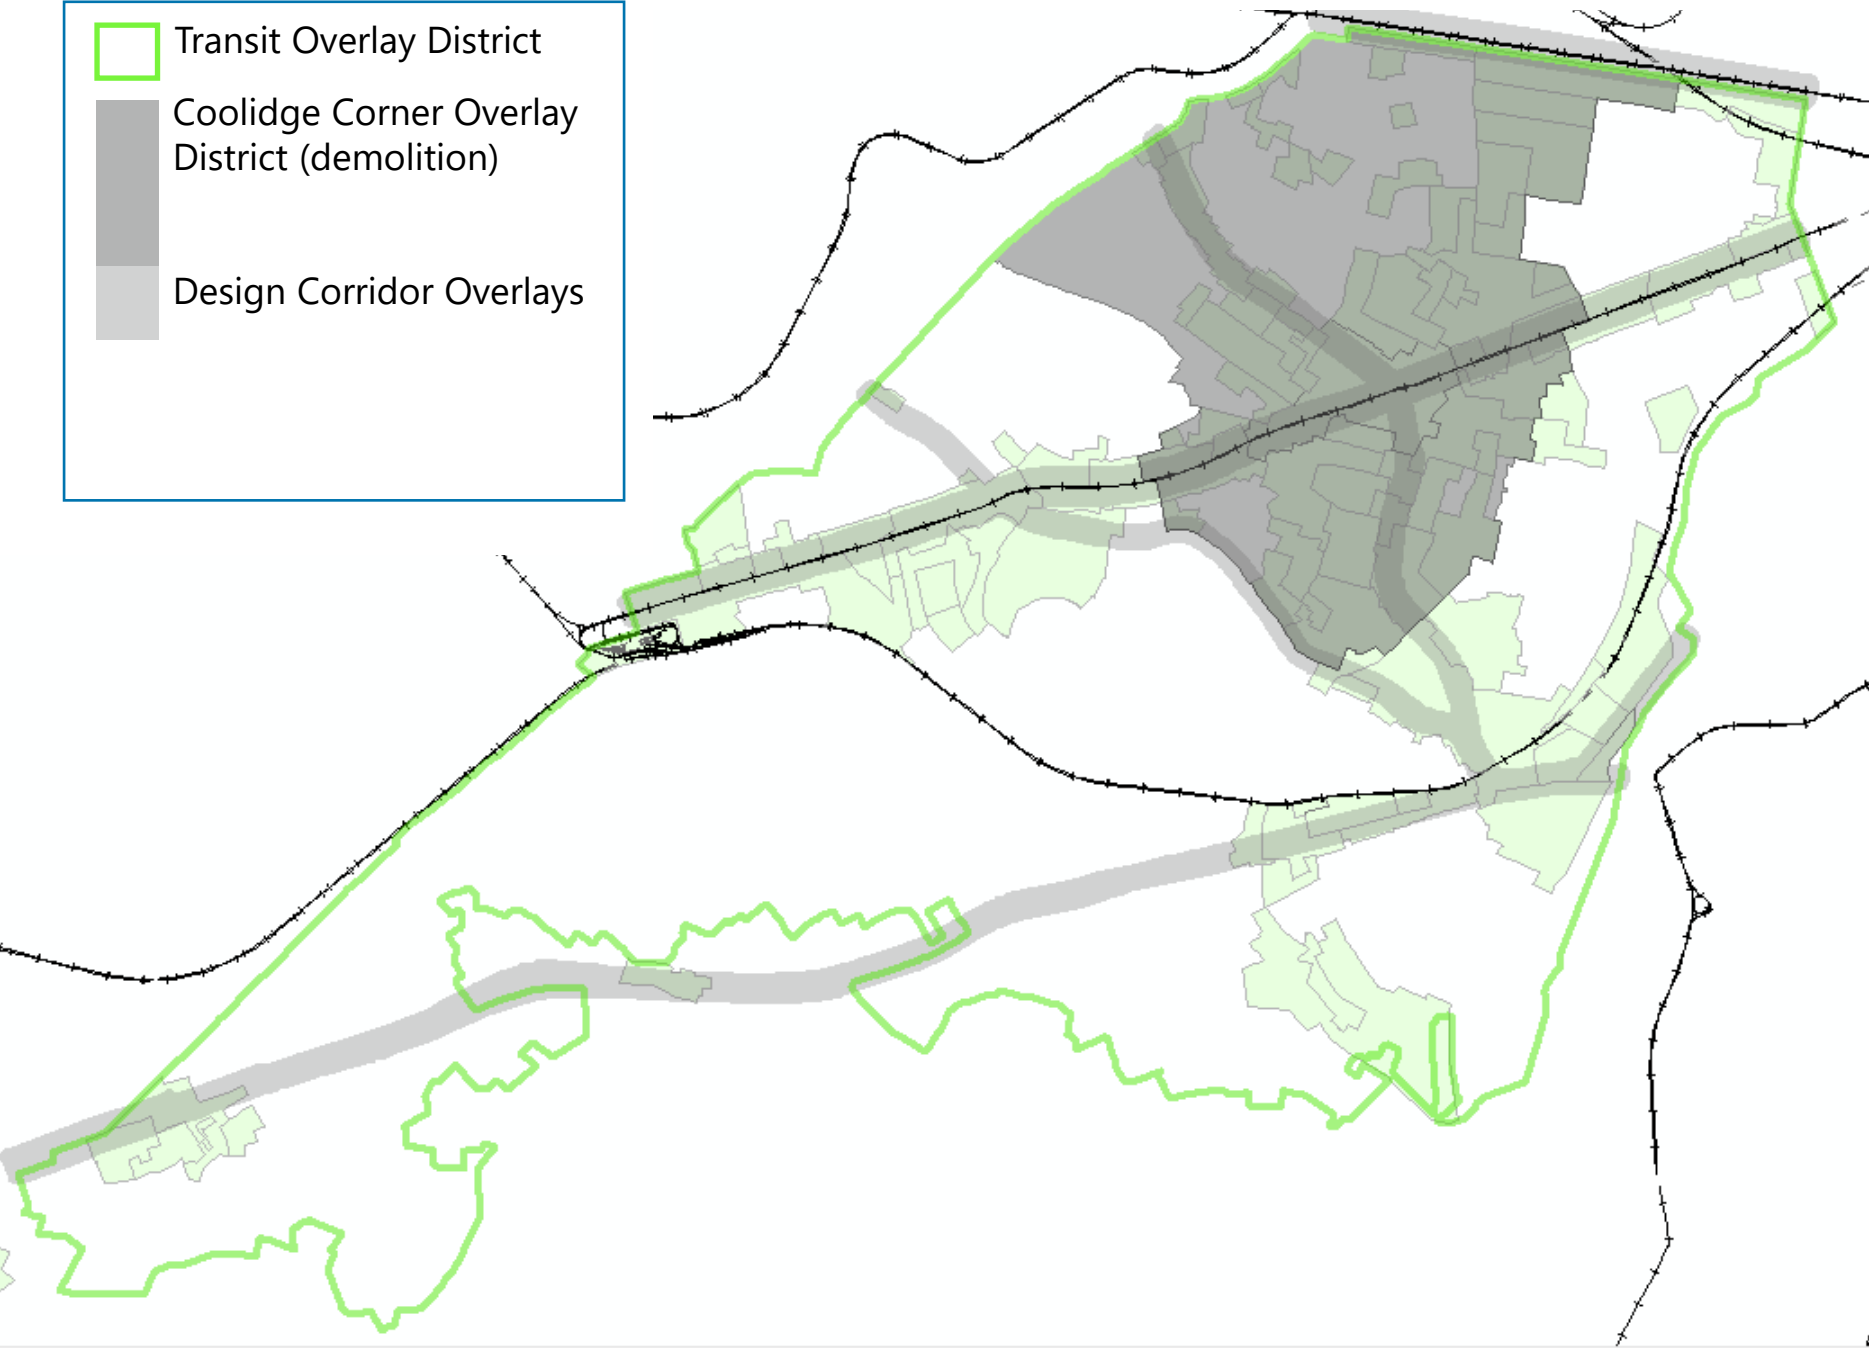 Transit Overlay District
Coolidge Corner Overlay
District (demolition)
Design Corridor Overlays